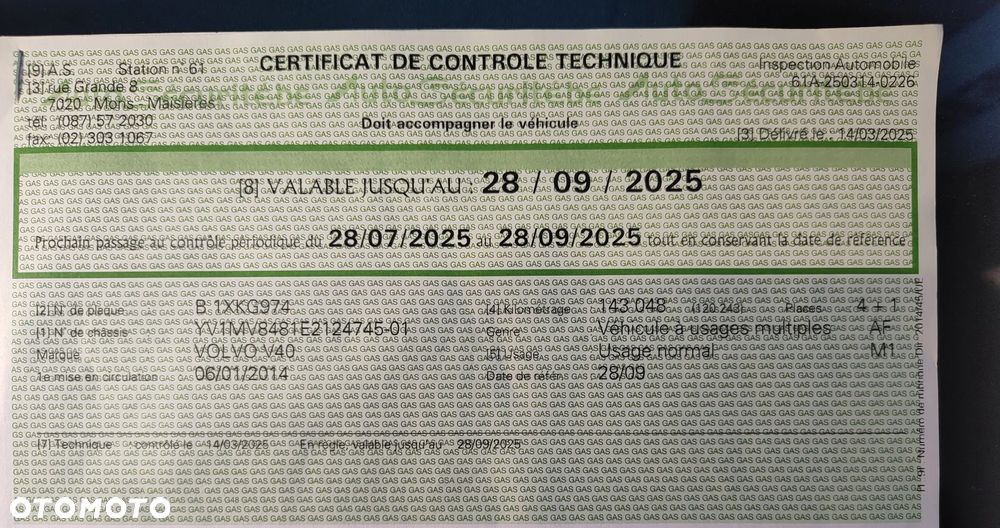 CERTIFICAT DE CONTROLE TECHNIQUE
[9] A.S. Station n° 61
Inspection Automobile
[3] rue Grande 8
01A-250314-0226
7020 Mons - Maisières
tél: (087) 57 2030
Doit accompagner le véhicule
fax: (02) 303 1067
[3] Délivré le : 14/03/2025
[8] VALABLE JUSQU'AU : 28 / 09 / 2025
Prochain passage au contrôle périodique du 28/07/2025 au 28/09/2025 tout en conservant la date de référence
[2] N° de plaque B 1XKG974 [4] Kilométrage 143.048 (120.243) Places 4 + 1
[1] N° de châssis YV1MV8481E2124745-01 Genre Véhicule à usages multiples AF
Marque VOLVO V40 [5] Usage Usage normal M1
1e mise en circulation 06/01/2014 Date de réfer. 28/09
[7] Technique contrôlé le 14/03/2025 En règle, valable jusqu'au 28/09/2025
OTOMOTO